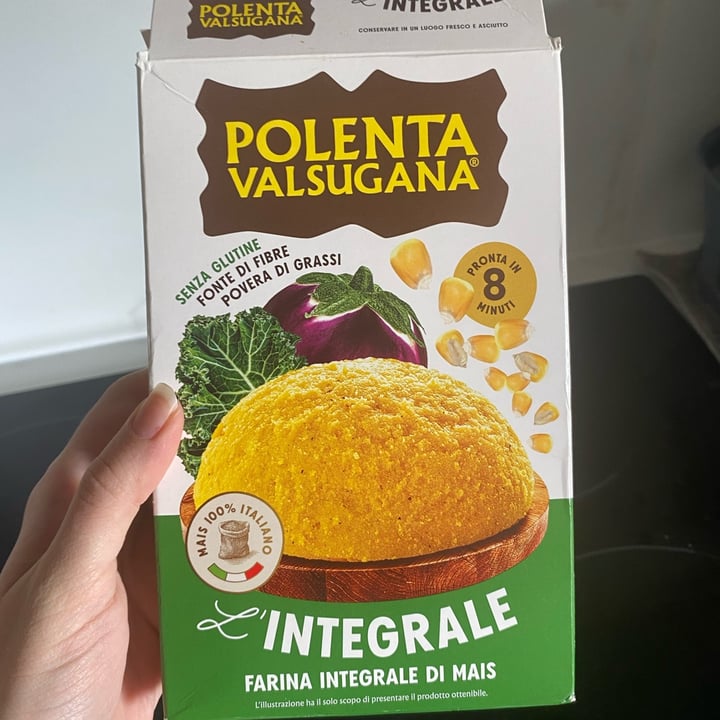 POLENTA
VALSUGANA
L'INTEGRALE
CONSERVARE IN UN LUOGO FRESCO E ASCIUTTO
POLENTA
VALSUGANA®
SENZA GLUTINE
FONTE DI FIBRE
POVERA DI GRASSI
PRONTA IN
8
MINUTI
MAIS 100% ITALIANO
L'INTEGRALE
FARINA INTEGRALE DI MAIS
L'illustrazione ha il solo scopo di presentare il prodotto ottenibile.